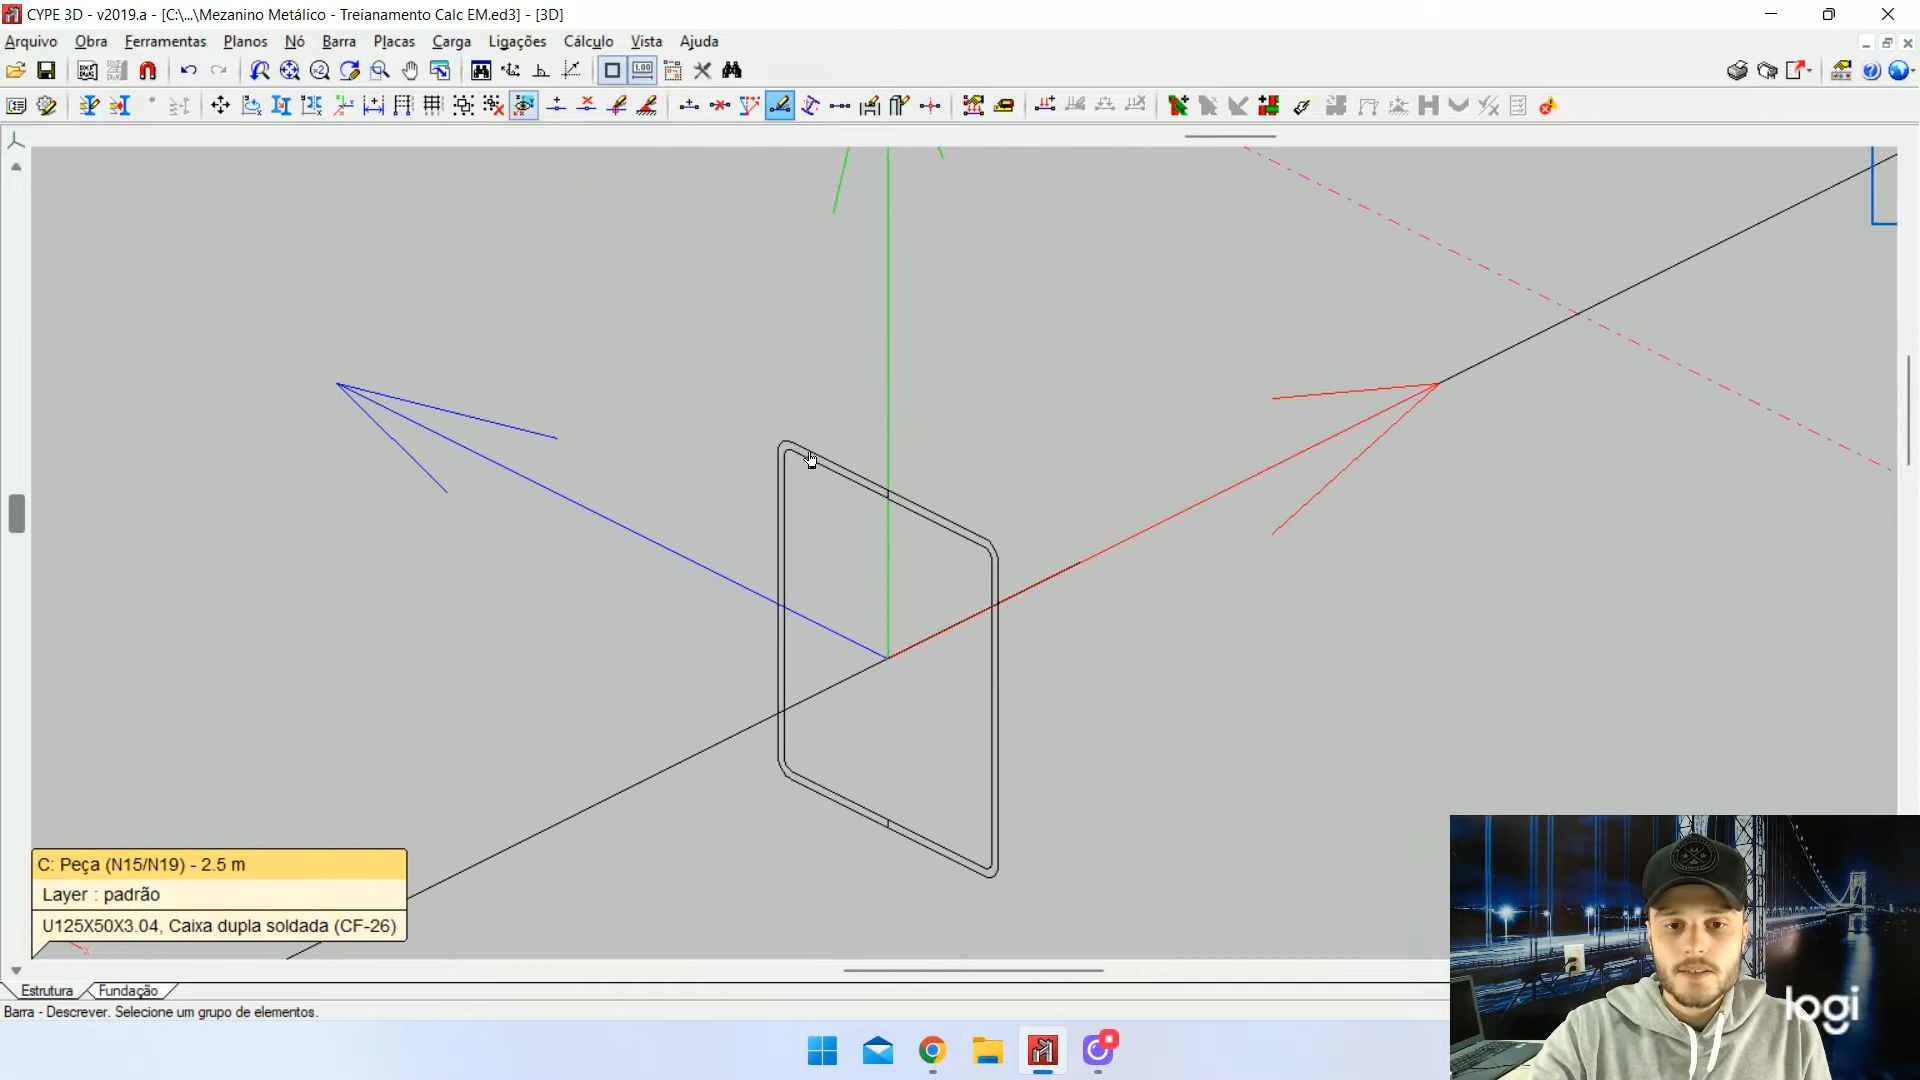 CYPE 3D - v2019.a - [C:\...\Mezanino Metálico - Treianamento Calc EM.ed3] - [3D]
Arquivo Obra Ferramentas Planos Nó Barra Placas Carga Ligações Cálculo Vista Ajuda
C: Peça (N15/N19) - 2.5 m
Layer : padrão
U125X50X3.04, Caixa dupla soldada (CF-26)
Estrutura Fundação
Barra - Descrever. Selecione um grupo de elementos.
logi